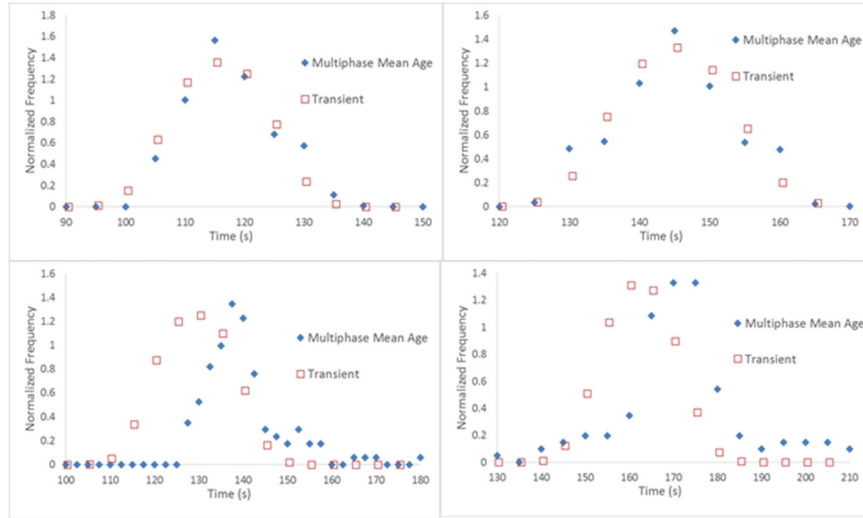 Normalized Frequency
1.8
1.6
1.4
1.2
1
0.8
0.6
0.4
0.2
0
90 100 110 120 130 140 150
Time (s)
Multiphase Mean Age
Transient
Normalized Frequency
1.6
1.4
1.2
1
0.8
0.6
0.4
0.2
0
120 130 140 150 160 170
Time (s)
Multiphase Mean Age
Transient
Normalized Frequency
1.6
1.4
1.2
1
0.8
0.6
0.4
0.2
0
100 110 120 130 140 150 160 170 180
Time (s)
Multiphase Mean Age
Transient
Normalized Frequency
1.4
1.2
1
0.8
0.6
0.4
0.2
0
130 140 150 160 170 180 190 200 210
Time (s)
Multiphase Mean Age
Transient